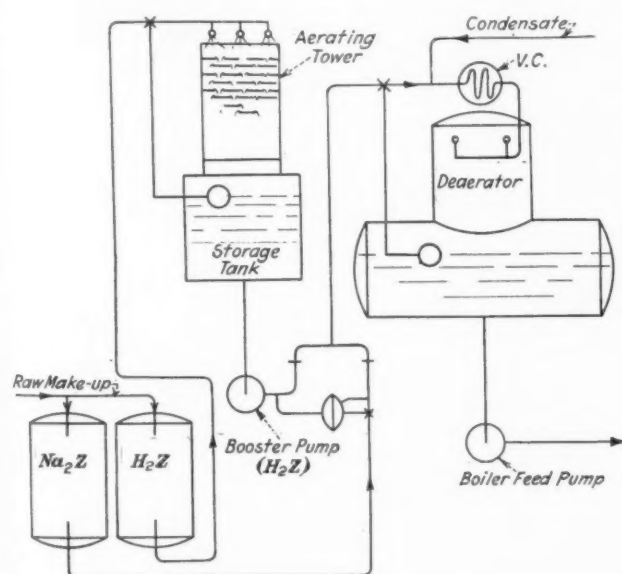 Condensate
Aerating
Tower
V.C.
Deaerator
Storage
Tank
Raw Make-up
Na₂Z
H₂Z
Booster Pump
(H₂Z)
Boiler Feed Pump